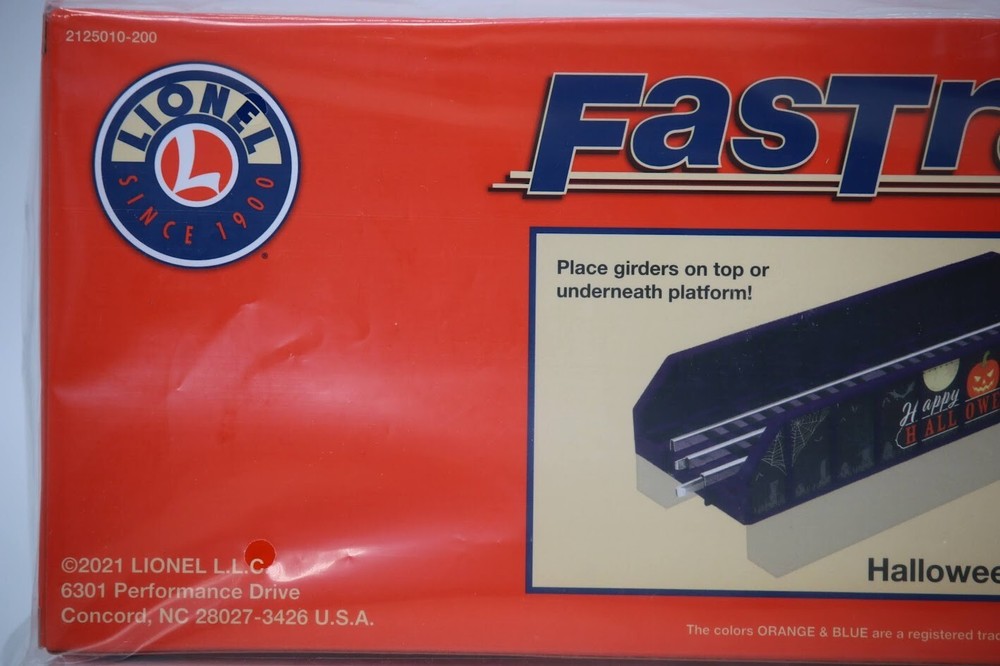 2125010-200
LIONEL
L
SINCE 1900
FasTr
Place girders on top or
underneath platform!
Happy
HALLOWE
Hallowee
©2021 LIONEL L.L.C.
6301 Performance Drive
Concord, NC 28027-3426 U.S.A.
The colors ORANGE & BLUE are a registered trad